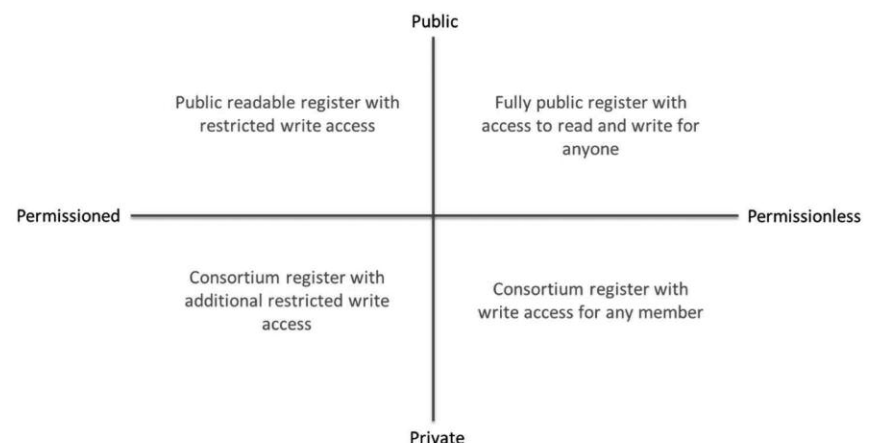 Public
Public readable register with
restricted write access
Fully public register with
access to read and write for
anyone
Permissioned
Permissionless
Consortium register with
additional restricted write
access
Consortium register with
write access for any member
Private